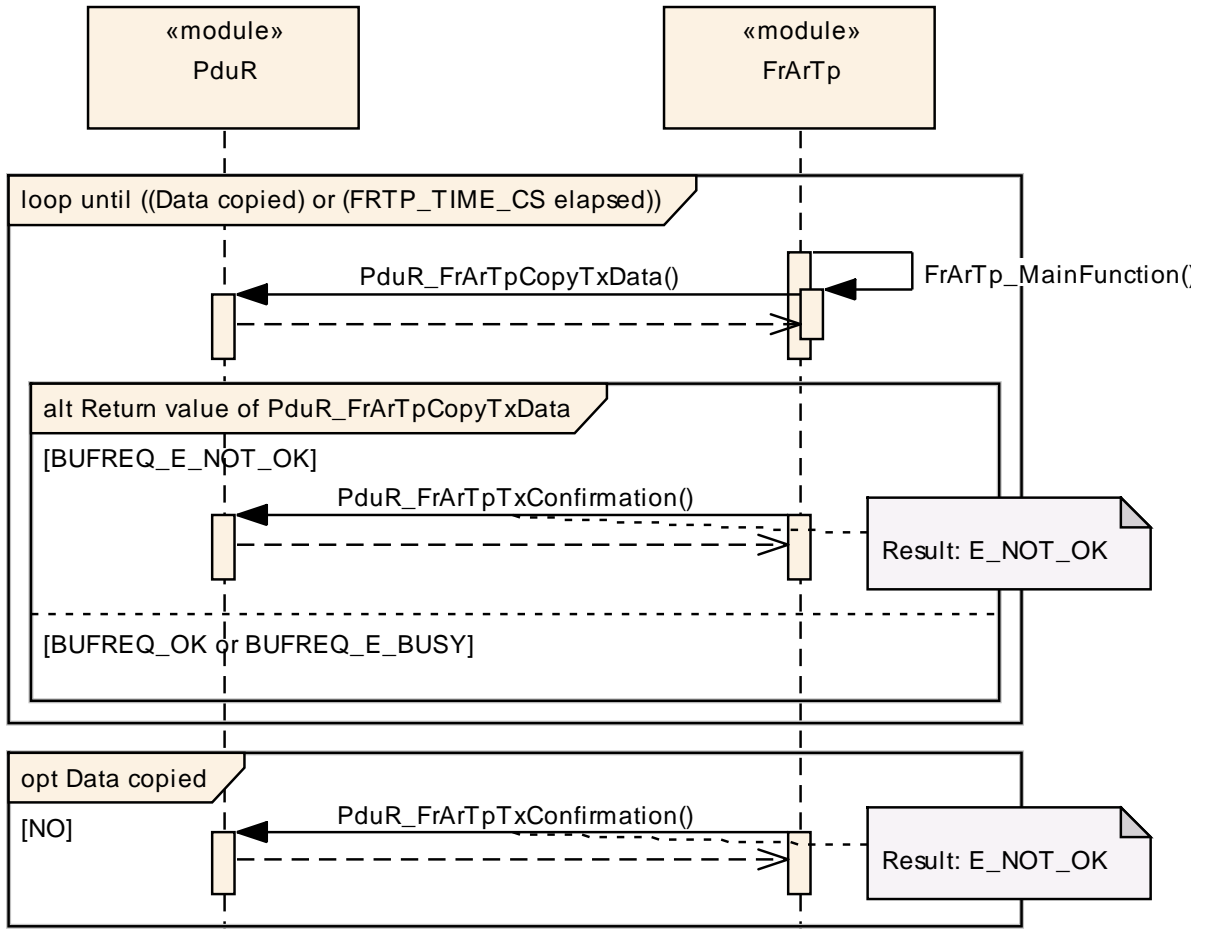 «module»
PduR
«module»
FrArTp
loop until ((Data copied) or (FRTP_TIME_CS elapsed))
FrArTp_MainFunction()
PduR_FrArTpCopyTxData()
alt Return value of PduR_FrArTpCopyTxData
[BUFREQ_E_NOT_OK]
PduR_FrArTpTxConfirmation()
Result: E_NOT_OK
[BUFREQ_OK or BUFREQ_E_BUSY]
opt Data copied
PduR_FrArTpTxConfirmation()
[NO]
Result: E_NOT_OK